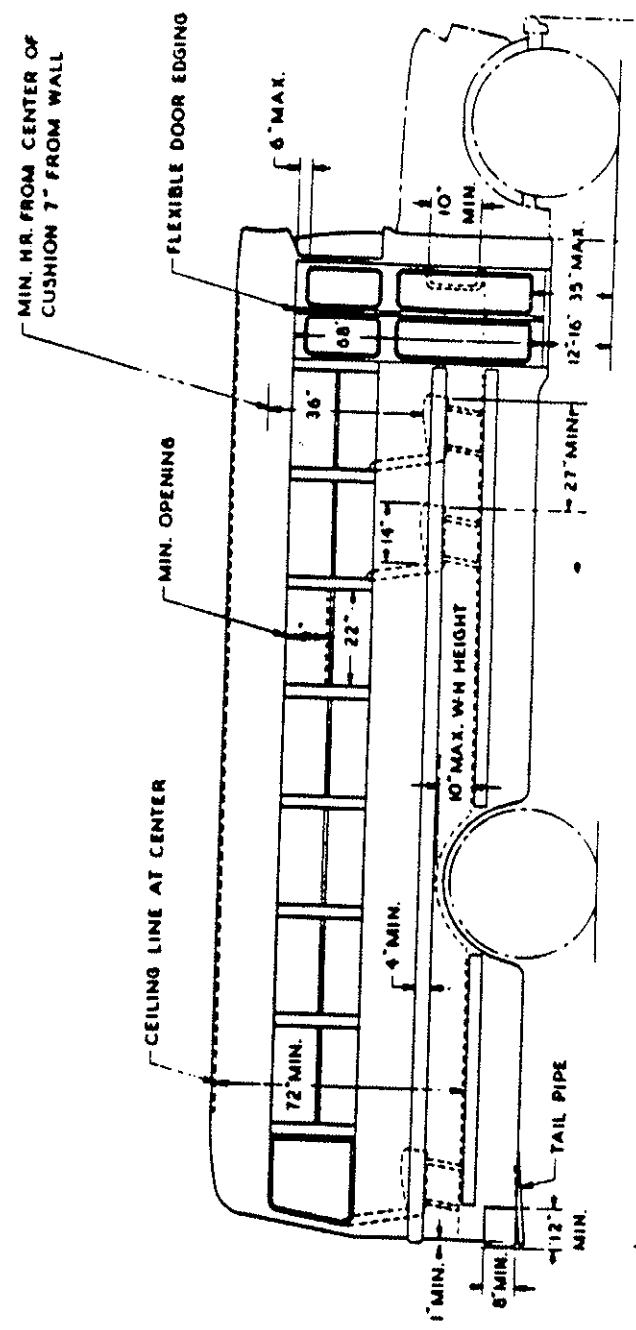 MIN. H.R. FROM CENTER OF
CUSHION 7" FROM WALL
FLEXIBLE DOOR EDGING
6" MAX.
MIN. OPENING
CEILING LINE AT CENTER
10"
MIN.
68"
36"
35" MAX.
12"-16"
27" MIN.
14"
22"
10" MAX. W-H HEIGHT
4" MIN.
72" MIN.
TAIL PIPE
12"
MIN.
8" MIN.
1" MIN.